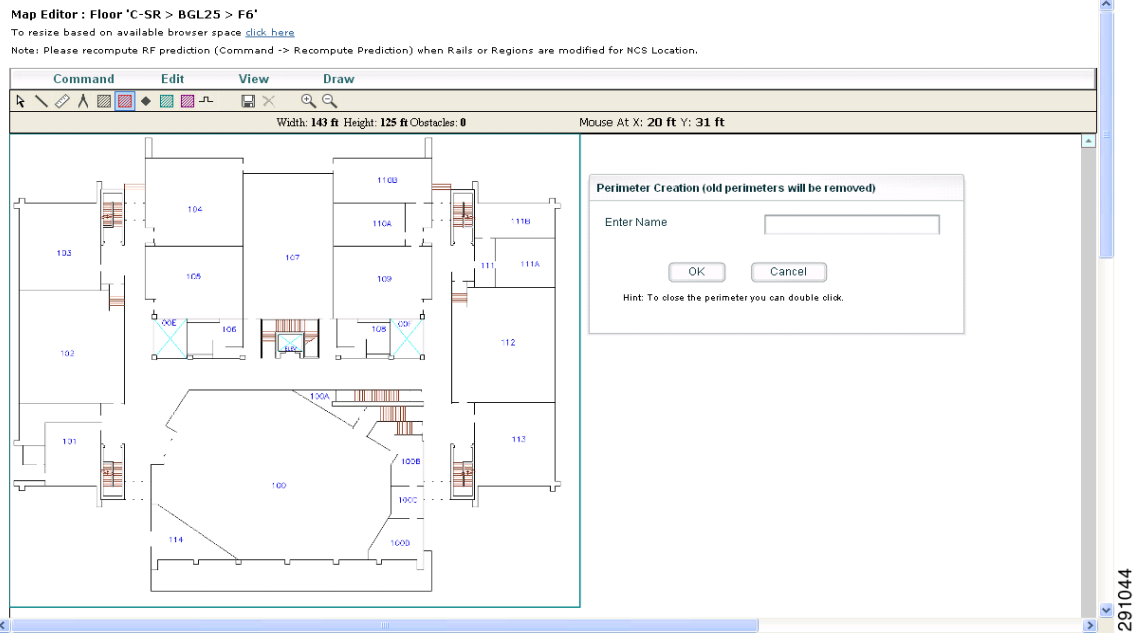 Map Editor : Floor 'C-SR > BGL25 > F6'
To resize based on available browser space click here
Note: Please recompute RF prediction (Command -> Recompute Prediction) when Rails or Regions are modified for NCS Location.
Command Edit View Draw
Width: 143 ft Height: 125 ft Obstacles: 0 Mouse At X: 20 ft Y: 31 ft
110B
104
110A
111B
103
107
111
111A
105
109
00E
106
108
00F
102
112
100A
101
113
100B
100
100C
114
100D
Perimeter Creation (old perimeters will be removed)
Enter Name
OK Cancel
Hint: To close the perimeter you can double click.
291044